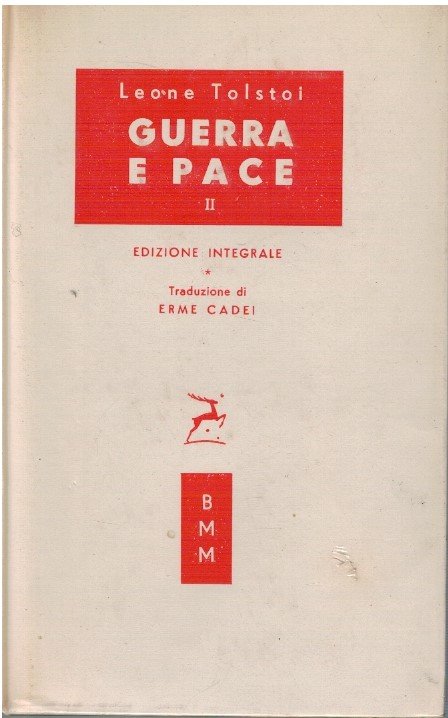 Leone Tolstoi
GUERRA
E PACE
II
EDIZIONE INTEGRALE
*
Traduzione di
ERME CADEI
B
M
M